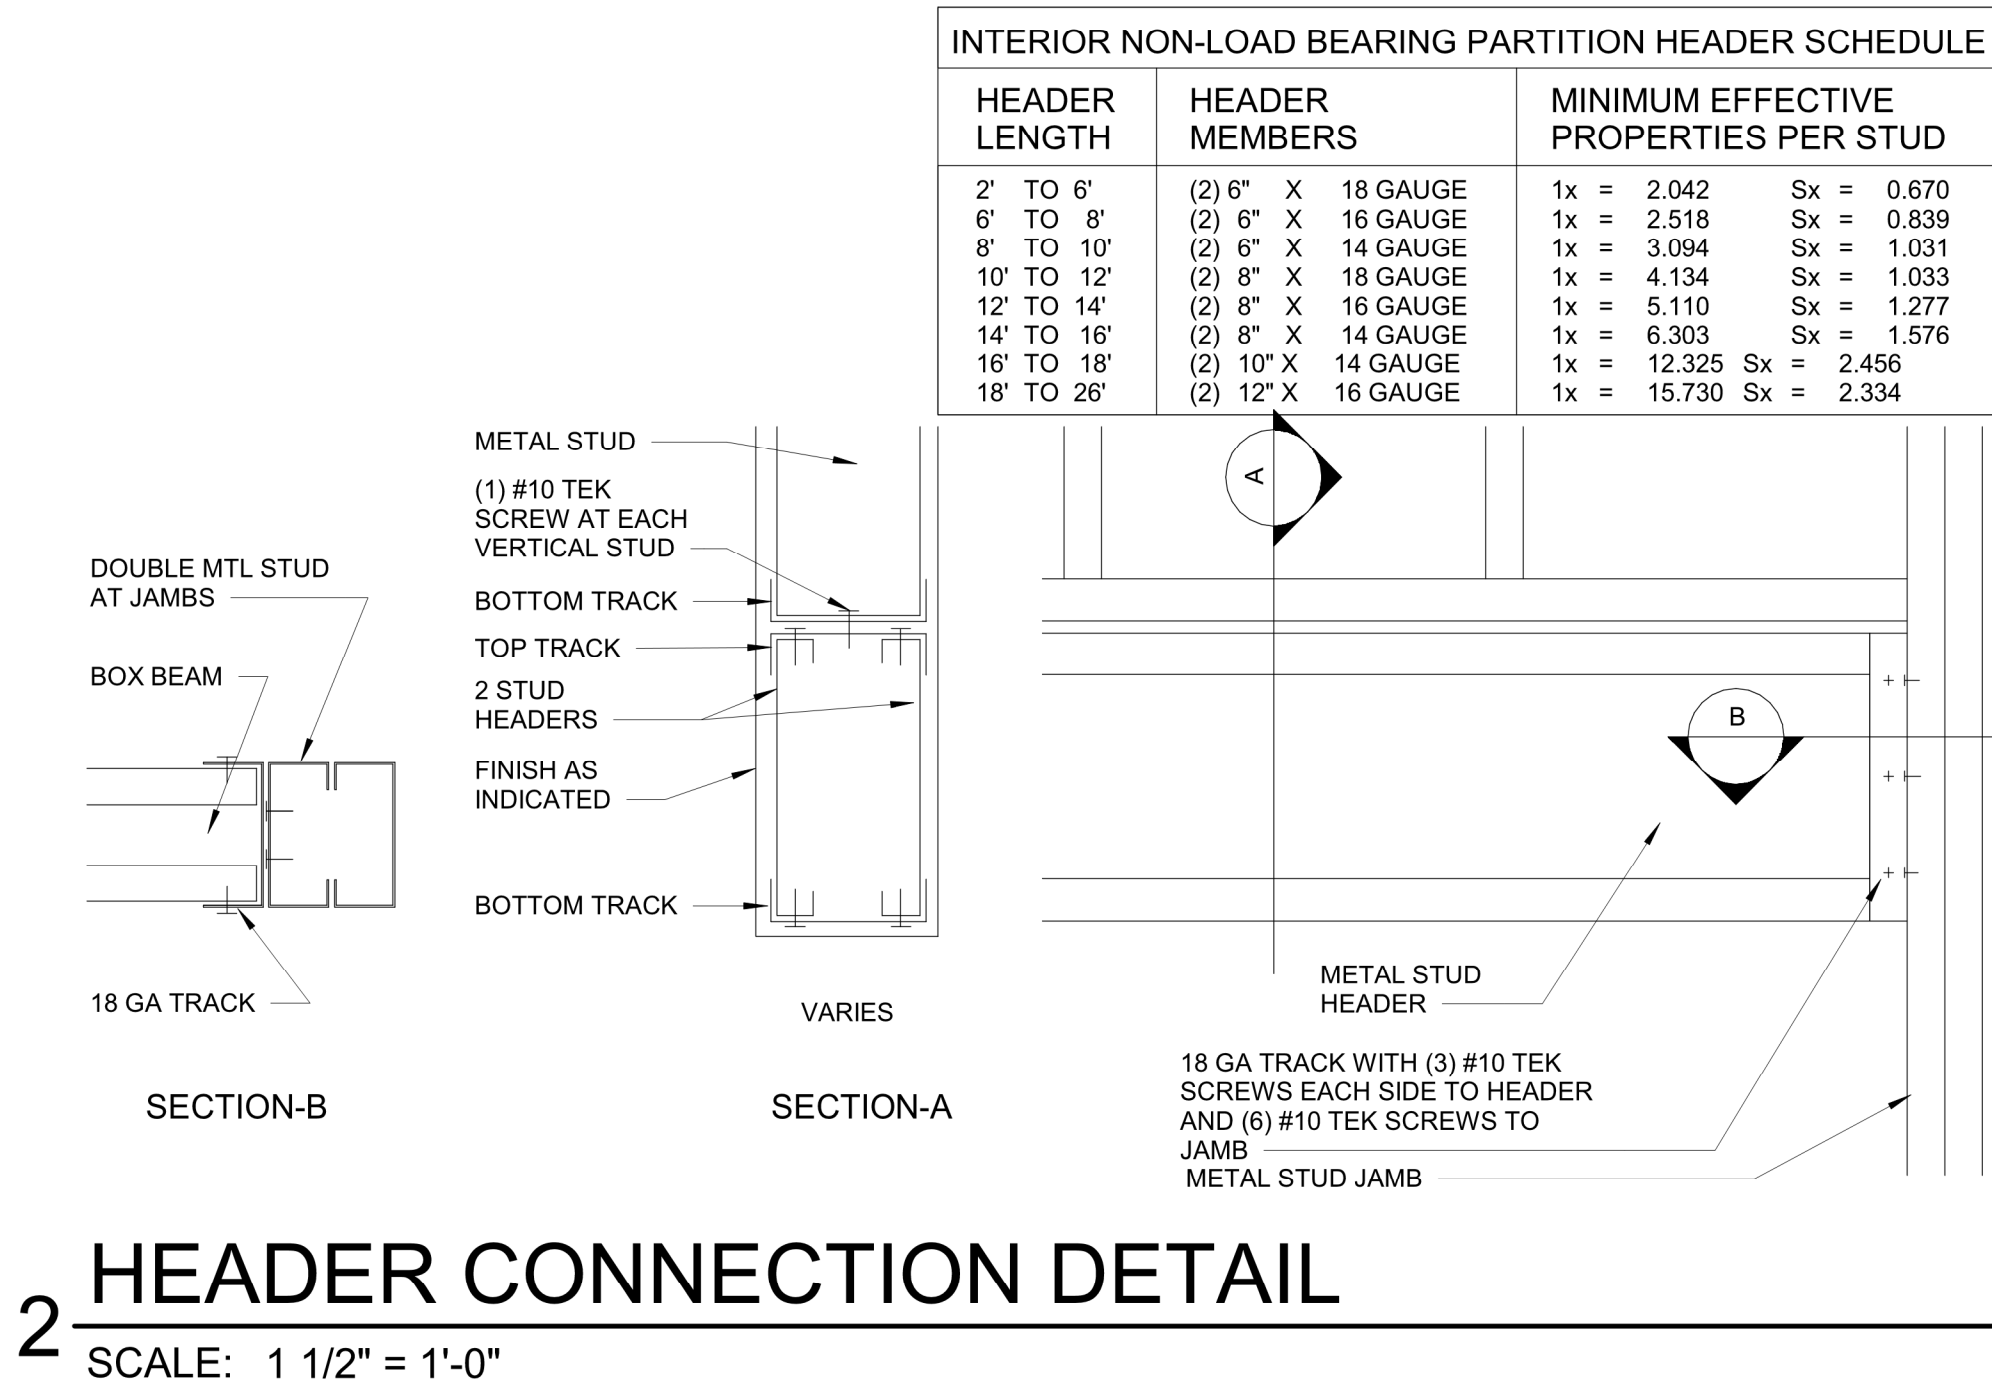 INTERIOR NON-LOAD BEARING PARTITION HEADER SCHEDULE
HEADER LENGTH
HEADER MEMBERS
MINIMUM EFFECTIVE PROPERTIES PER STUD
2' TO 6' (2) 6" X 18 GAUGE 1x = 2.042 Sx = 0.670
6' TO 8' (2) 6" X 16 GAUGE 1x = 2.518 Sx = 0.839
8' TO 10' (2) 6" X 14 GAUGE 1x = 3.094 Sx = 1.031
10' TO 12' (2) 8" X 18 GAUGE 1x = 4.134 Sx = 1.033
12' TO 14' (2) 8" X 16 GAUGE 1x = 5.110 Sx = 1.277
14' TO 16' (2) 8" X 14 GAUGE 1x = 6.303 Sx = 1.576
16' TO 18' (2) 10" X 14 GAUGE 1x = 12.325 Sx = 2.456
18' TO 26' (2) 12" X 16 GAUGE 1x = 15.730 Sx = 2.334
DOUBLE MTL STUD
AT JAMBS
BOX BEAM
18 GA TRACK
SECTION-B
METAL STUD
(1) #10 TEK
SCREW AT EACH
VERTICAL STUD
BOTTOM TRACK
TOP TRACK
2 STUD
HEADERS
FINISH AS
INDICATED
BOTTOM TRACK
VARIES
SECTION-A
A
B
METAL STUD
HEADER
18 GA TRACK WITH (3) #10 TEK
SCREWS EACH SIDE TO HEADER
AND (6) #10 TEK SCREWS TO
JAMB
METAL STUD JAMB
2
HEADER CONNECTION DETAIL
SCALE: 1 1/2" = 1'-0"